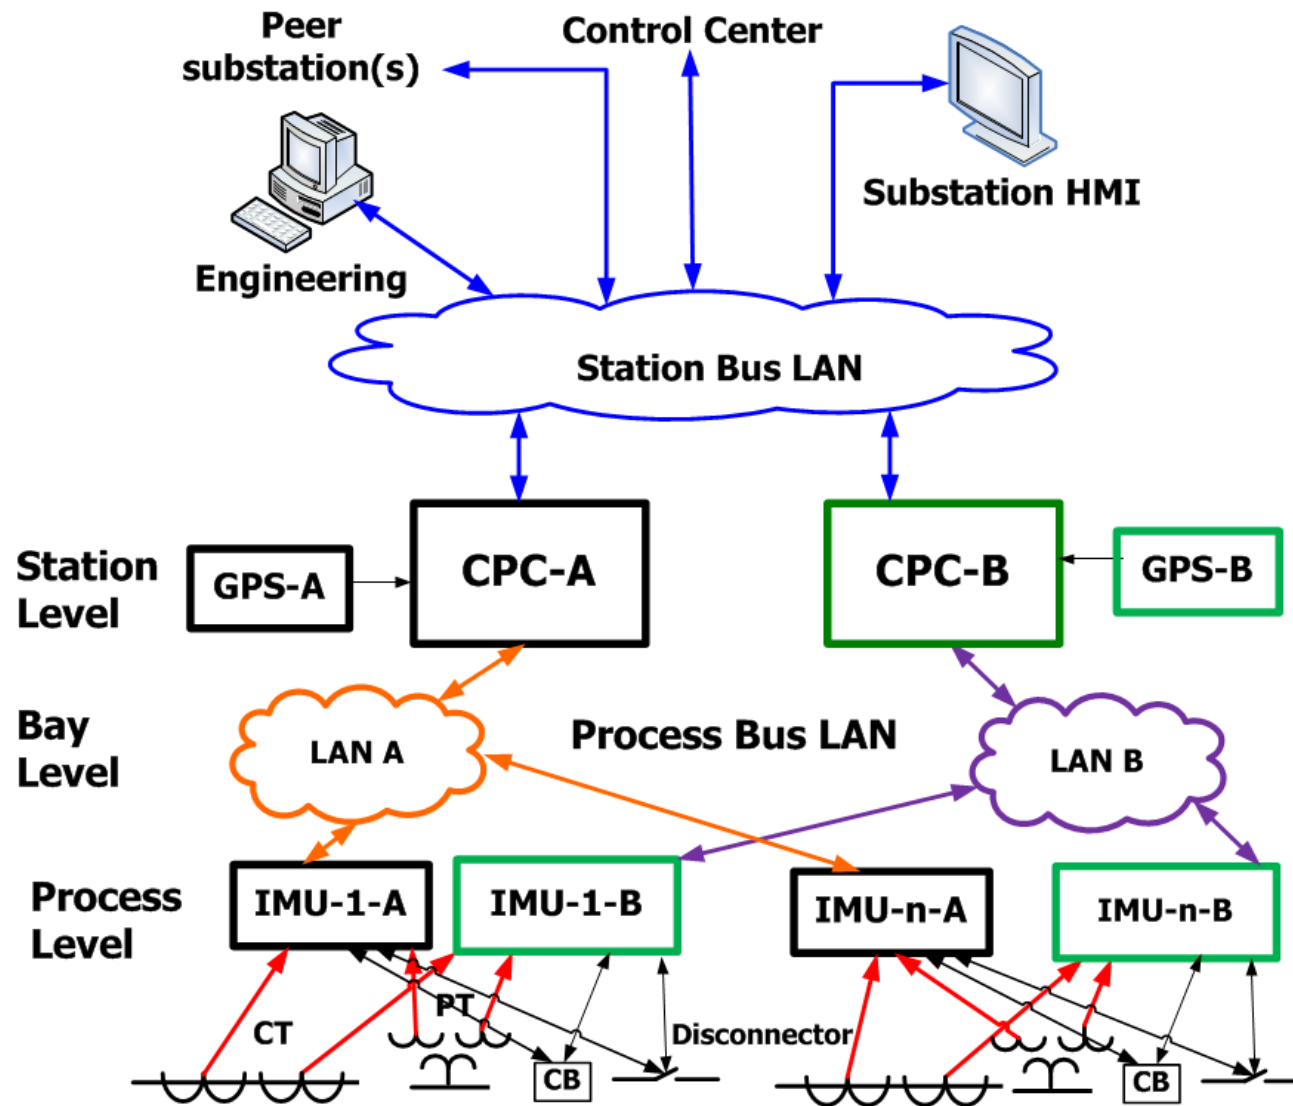 Peer
substation(s)
Control Center
Substation HMI
Engineering
Station Bus LAN
Station
Level
GPS-A
CPC-A
CPC-B
GPS-B
Bay
Level
LAN A
Process Bus LAN
LAN B
Process
Level
IMU-1-A
IMU-1-B
IMU-n-A
IMU-n-B
CT
PT
Disconnector
CB
CB